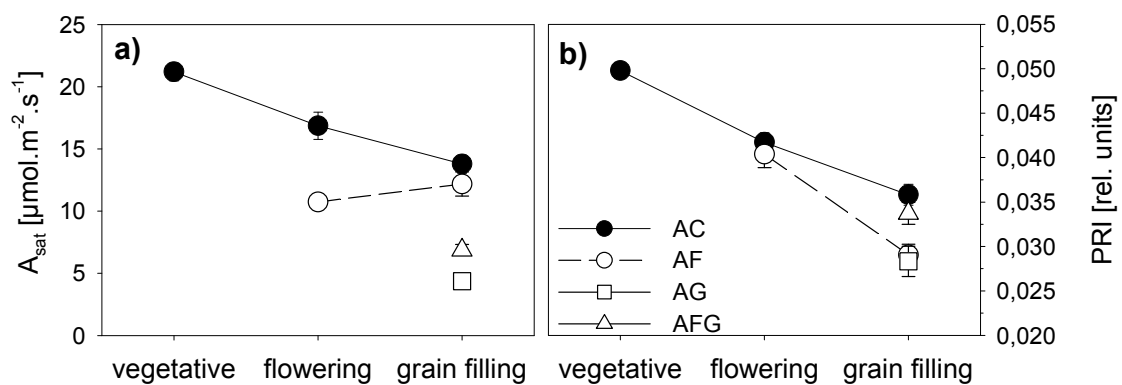 a)
A_sat [µmol.m⁻².s⁻¹]
25
20
15
10
5
0
vegetative flowering grain filling
b)
AC
AF
AG
AFG
0,055
0,050
0,045
0,040
0,035
0,030
0,025
0,020
PRI [rel. units]
vegetative flowering grain filling